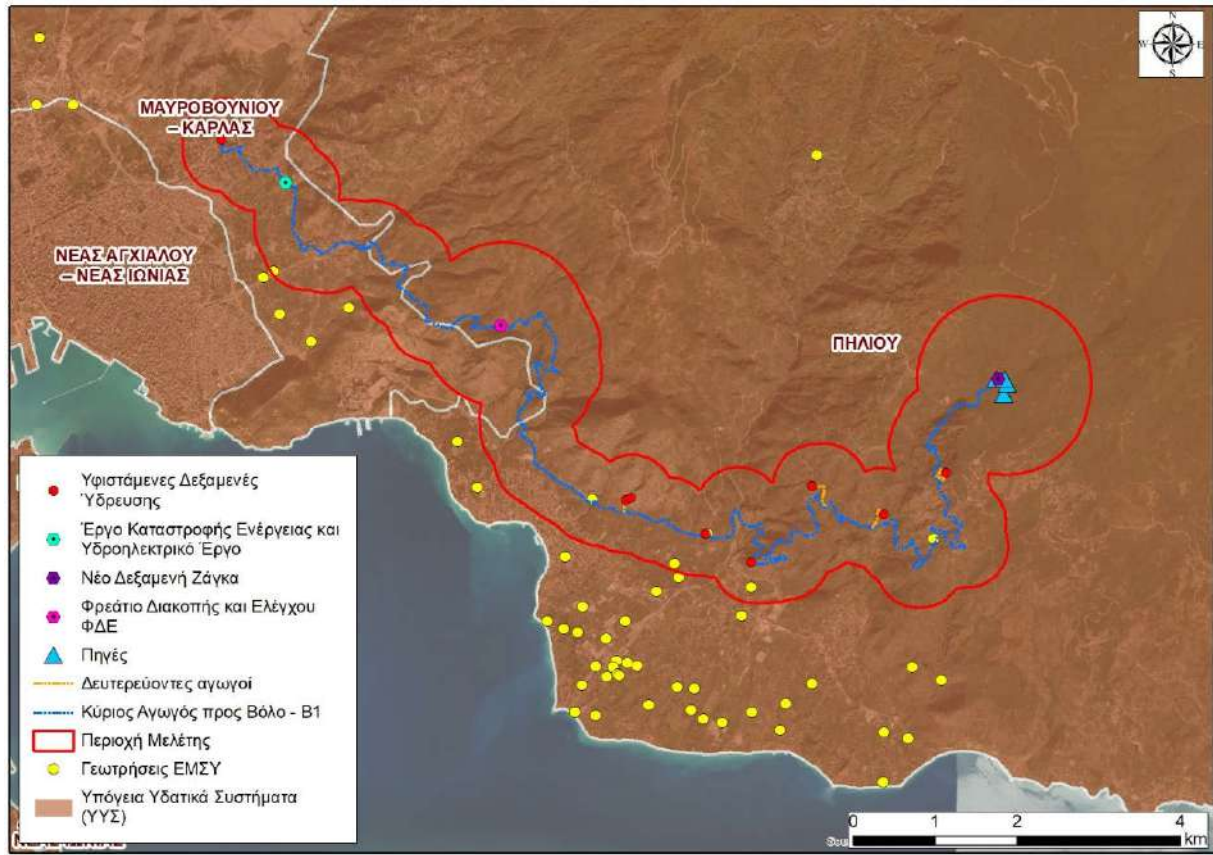 N
W E
S
ΜΑΥΡΟΒΟΥΝΙΟΥ
– ΚΑΡΛΑΣ
ΝΕΑΣ ΑΓΧΙΑΛΟΥ
– ΝΕΑΣ ΙΩΝΙΑΣ
ΠΗΛΙΟΥ
Υφιστάμενες Δεξαμενές
Ύδρευσης
Έργο Καταστροφής Ενέργειας και
Υδροηλεκτρικό Έργο
Νέο Δεξαμενή Ζάγκα
Φρεάτιο Διακοπής και Ελέγχου
ΦΔΕ
Πηγές
Δευτερεύοντες αγωγοί
Κύριος Αγωγός προς Βόλο - Β1
Περιοχή Μελέτης
Γεωτρήσεις ΕΜΣΥ
Υπόγεια Υδατικά Συστήματα
(ΥΥΣ)
0 1 2 4
km
Sou